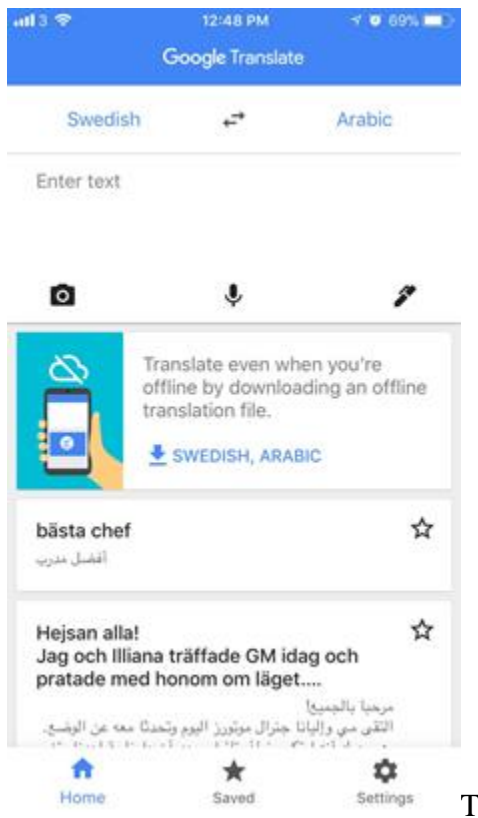 3 12:48 PM 69%
Google Translate
Swedish Arabic
Enter text
Translate even when you're
offline by downloading an offline
translation file.
SWEDISH, ARABIC
bästa chef
أفضل مدرب
Hejsan alla!
Jag och Illiana träffade GM idag och
pratade med honom om läget....
مرحبا بالجميع!
التقى مي وإليانا جنرال موتورز اليوم وتحدثا معه عن الوضع.
Home Saved Settings
T